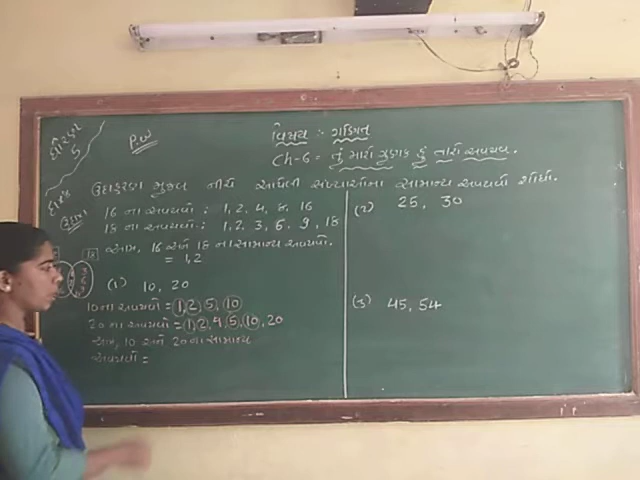 ધોરણ
5
P.W
વિષય :- ગણિત
Ch-6 = તું મારો ગુણક હું તારો અવયવ.
ઉદાહરણ મુજબ નીચે આપેલી સંખ્યાઓના સામાન્ય અવયવો શોધો.
16 ના અવયવો : 1, 2, 4, 8, 16
18 ના અવયવો : 1, 2, 3, 6, 9, 18
આમ, 16 અને 18 ના સામાન્ય અવયવો.
= 1, 2
18
(1) 10, 20
10ના અવયવો = 1, 2, 5, 10
20 ના અવયવો = 1, 2, 4, 5, 10, 20
આમ, 10 અને 20ના સામાન્ય
અવયવો =
(2) 25, 30
(3) 45, 54